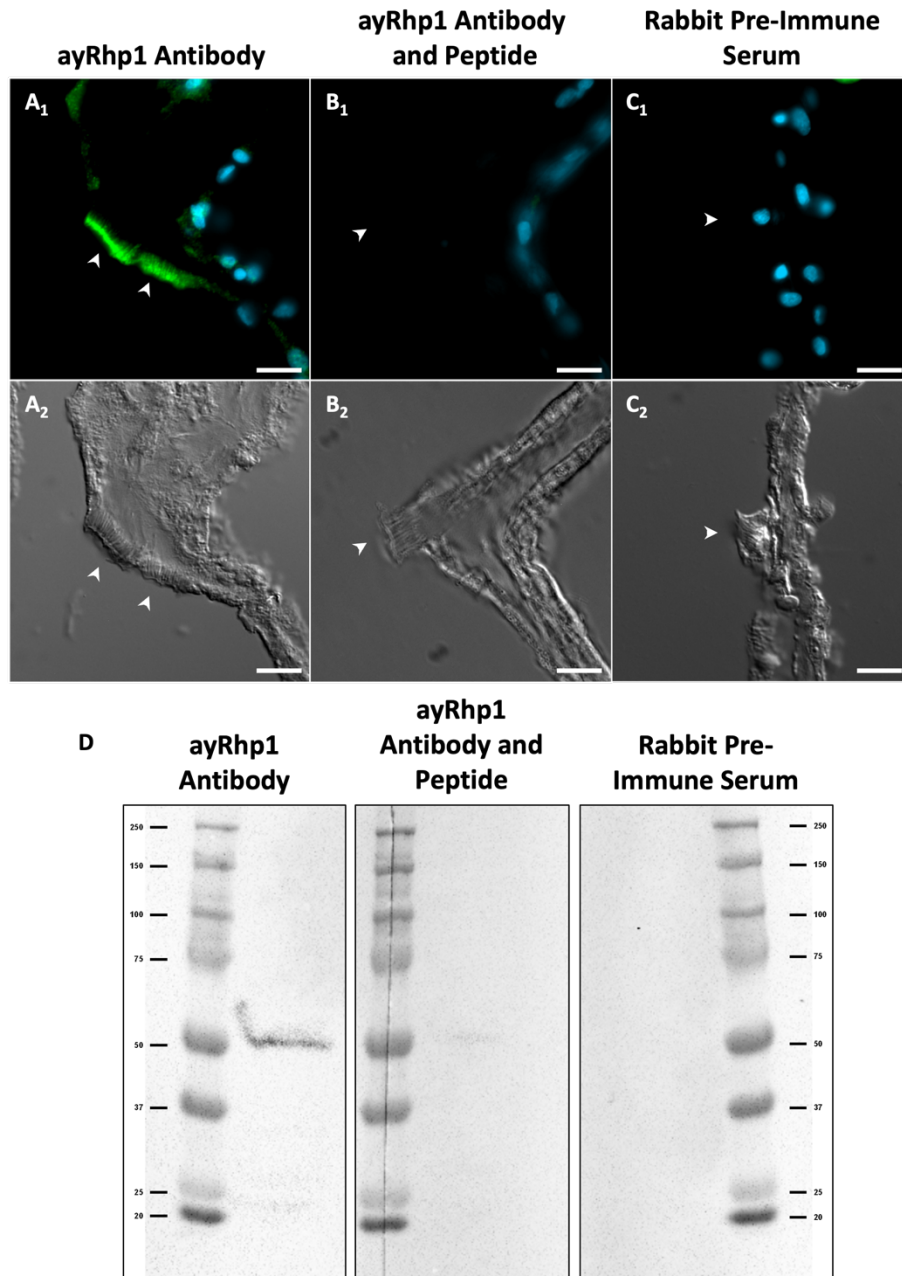 ayRhp1 Antibody
ayRhp1 Antibody
and Peptide
Rabbit Pre-Immune
Serum
A1
B1
C1
A2
B2
C2
D
ayRhp1
Antibody
ayRhp1
Antibody and
Peptide
Rabbit Pre-
Immune Serum
250
150
100
75
50
37
25
20
250
150
100
75
50
37
25
20